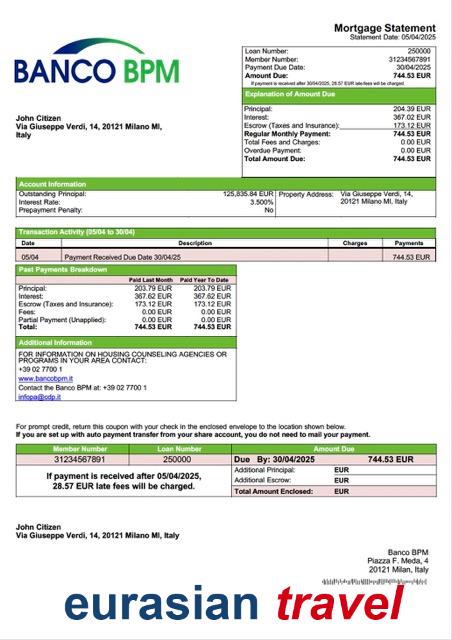 Mortgage Statement
Statement Date: 05/04/2025
BANCO BPM
Loan Number: 250000
Member Number: 31234567891
Payment Due Date: 30/04/2025
Amount Due: 744.53 EUR
If payment is received after 30/04/2025, 28.57 EUR late fees will be charged.
Explanation of Amount Due
Principal: 204.39 EUR
Interest: 367.02 EUR
Escrow (Taxes and Insurance): 173.12 EUR
Regular Monthly Payment: 744.53 EUR
Total Fees and Charges: 0.00 EUR
Overdue Payment: 0.00 EUR
Total Amount Due: 744.53 EUR
John Citizen
Via Giuseppe Verdi, 14, 20121 Milano MI,
Italy
Account Information
Outstanding Principal: 125,835.84 EUR
Interest Rate: 3.500%
Prepayment Penalty: No
Property Address: Via Giuseppe Verdi, 14,
20121 Milano MI, Italy
Transaction Activity (05/04 to 30/04)
Date Description Charges Payments
05/04 Payment Received Due Date 30/04/25 744.53 EUR
Past Payments Breakdown
Paid Last Month Paid Year To Date
Principal: 203.79 EUR 203.79 EUR
Interest: 367.62 EUR 367.62 EUR
Escrow (Taxes and Insurance): 173.12 EUR 173.12 EUR
Fees: 0.00 EUR 0.00 EUR
Partial Payment (Unapplied): 0.00 EUR 0.00 EUR
Total: 744.53 EUR 744.53 EUR
Additional Information
FOR INFORMATION ON HOUSING COUNSELING AGENCIES OR
PROGRAMS IN YOUR AREA CONTACT:
+39 02 7700 1
www.bancobpm.it
Contact the Banco BPM at: +39 02 7700 1
infopa@cdp.it
For prompt credit, return this coupon with your check in the enclosed envelope to the location shown below.
If you are set up with auto payment transfer from your share account, you do not need to mail your payment.
Member Number Loan Number Amount Due
31234567891 250000 Due By: 30/04/2025 744.53 EUR
If payment is received after 05/04/2025,
28.57 EUR late fees will be charged.
Additional Principal: EUR
Additional Escrow: EUR
Total Amount Enclosed: EUR
John Citizen
Via Giuseppe Verdi, 14, 20121 Milano MI, Italy
Banco BPM
Piazza F. Meda, 4
20121 Milan, Italy
eurasian travel